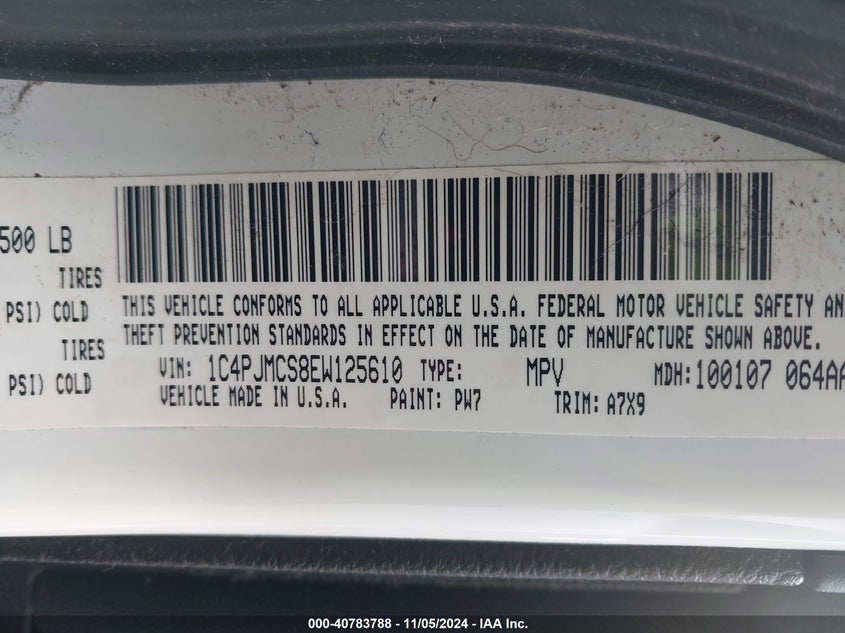 500 LB
TIRES
PSI) COLD
TIRES
PSI) COLD
THIS VEHICLE CONFORMS TO ALL APPLICABLE U.S.A. FEDERAL MOTOR VEHICLE SAFETY AN
THEFT PREVENTION STANDARDS IN EFFECT ON THE DATE OF MANUFACTURE SHOWN ABOVE.
VIN: 1C4PJMCS8EW125610 TYPE: MPV MDH:100107 064AA
VEHICLE MADE IN U.S.A. PAINT: PW7 TRIM: A7X9
000-40783788 - 11/05/2024 - IAA Inc.